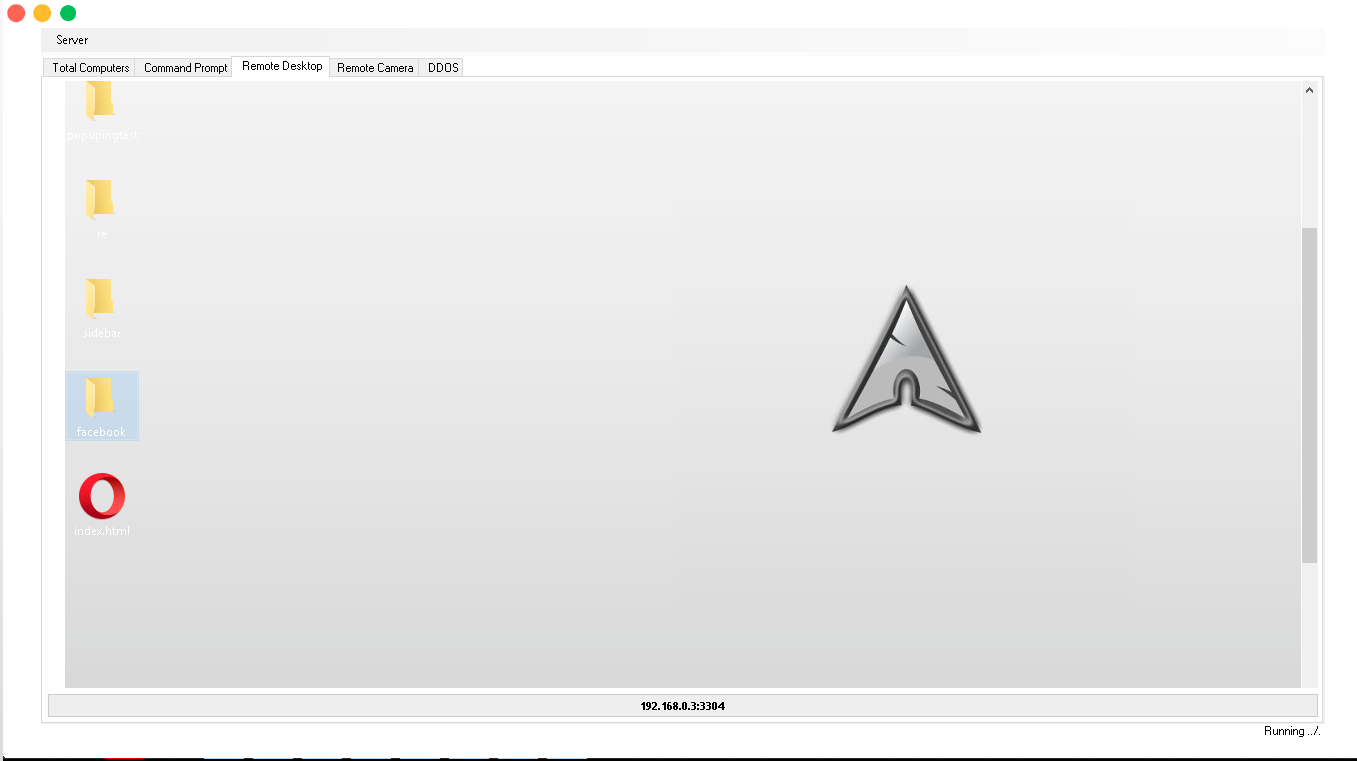 Server
Total Computers Command Prompt Remote Desktop Remote Camera DDOS
popupingtest
re
sidebar
facebook
index.html
192.168.0.3:3304
Running ../.